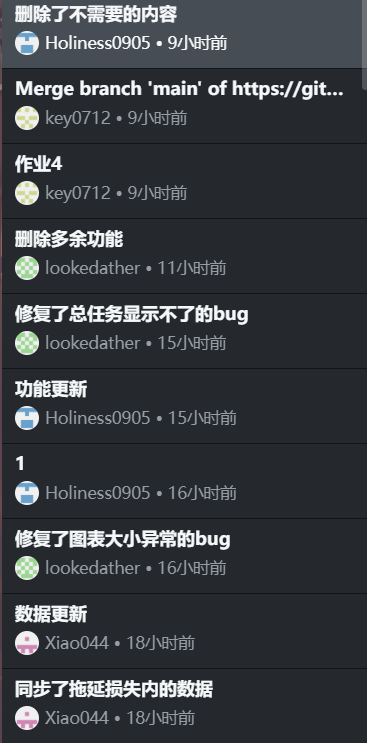 删除了不需要的内容
Holiness0905 • 9小时前
Merge branch 'main' of https://git...
key0712 • 9小时前
作业4
key0712 • 9小时前
删除多余功能
lookedather • 11小时前
修复了总任务显示不了的bug
lookedather • 15小时前
功能更新
Holiness0905 • 15小时前
1
Holiness0905 • 16小时前
修复了图表大小异常的bug
lookedather • 16小时前
数据更新
Xiao044 • 18小时前
同步了拖延损失内的数据
Xiao044 • 18小时前